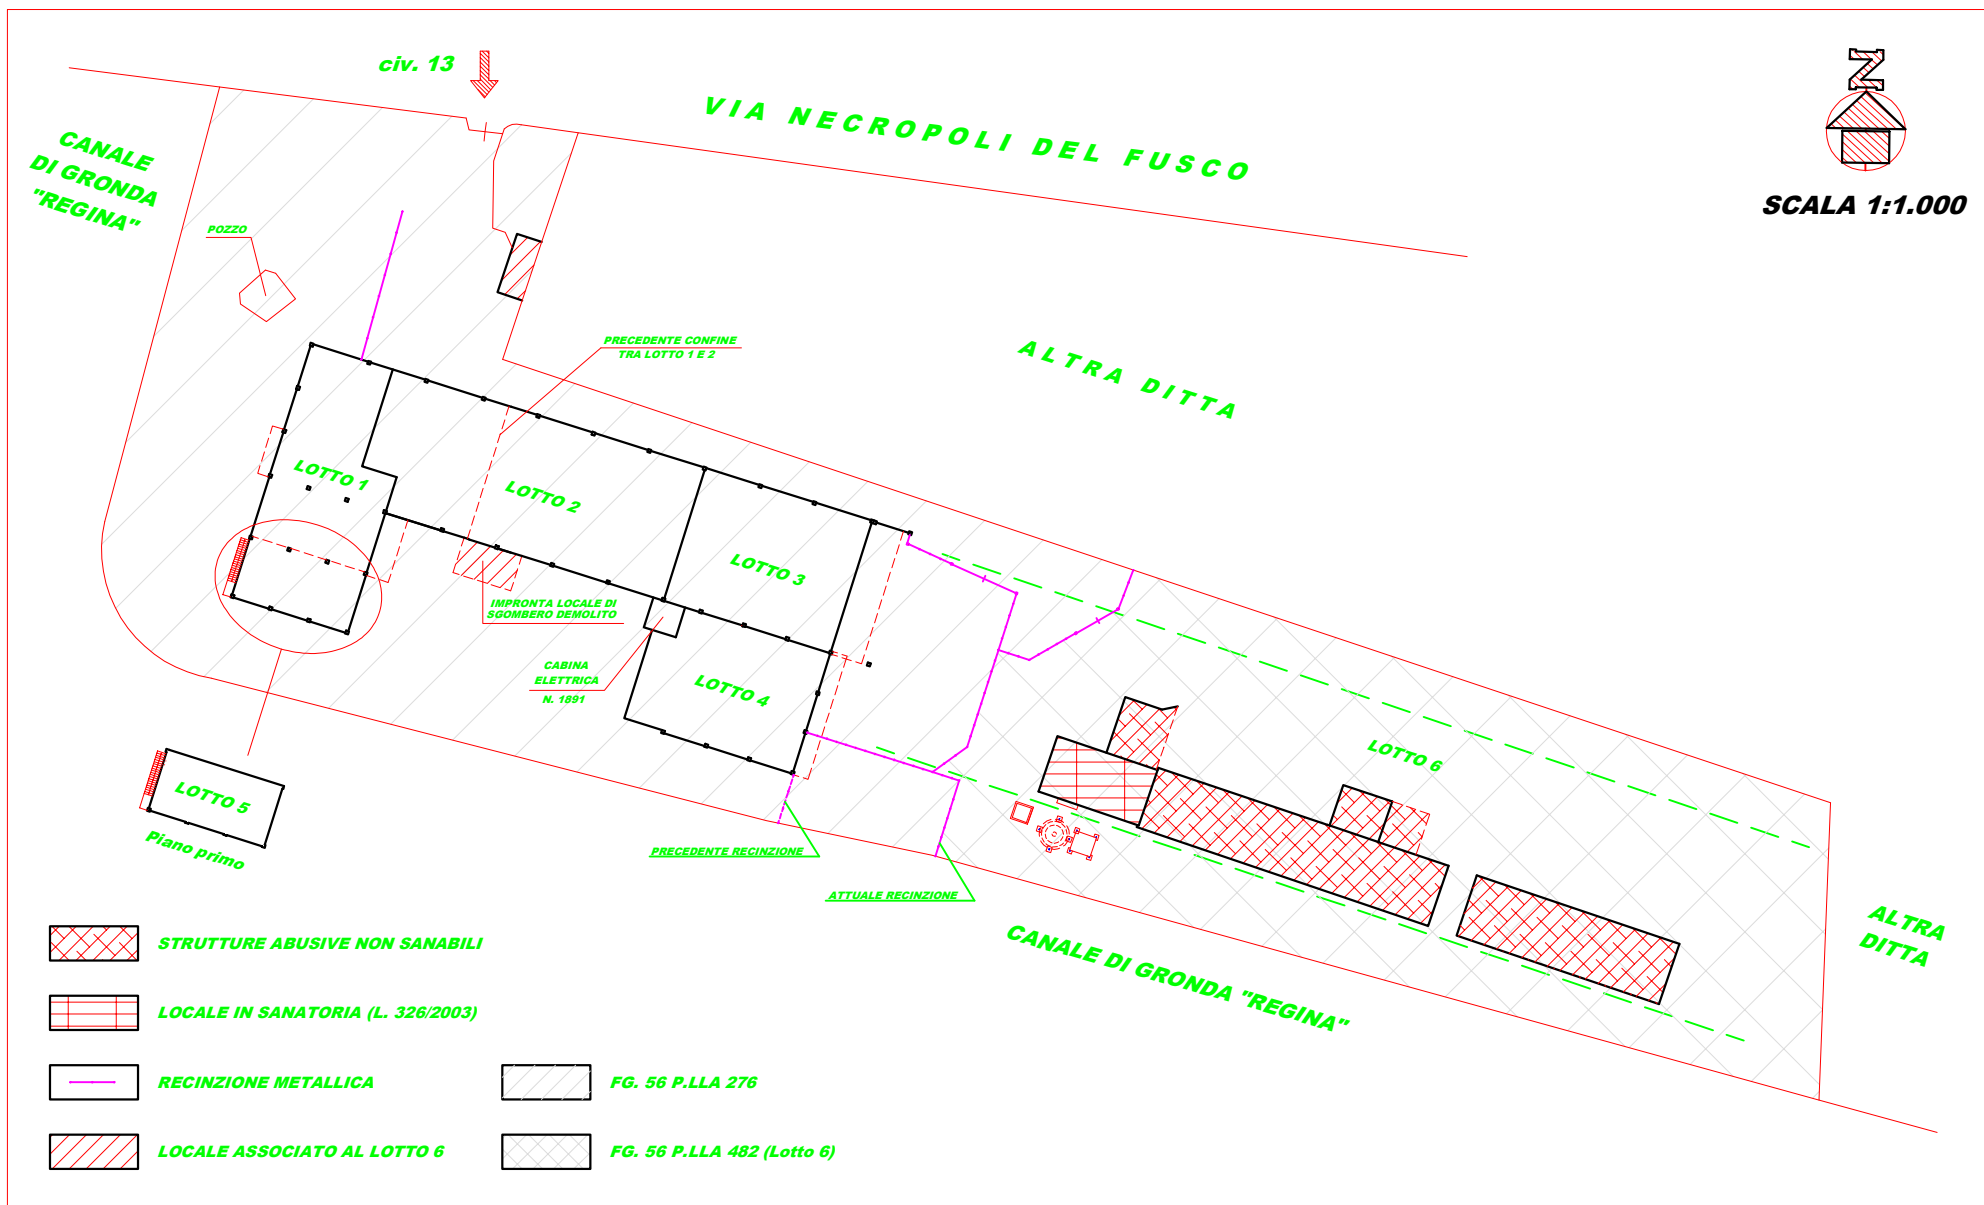 civ. 13
N
VIA NECROPOLI DEL FUSCO
SCALA 1:1.000
CANALE
DI GRONDA
"REGINA"
POZZO
PRECEDENTE CONFINE
TRA LOTTO 1 E 2
ALTRA DITTA
LOTTO 1
LOTTO 2
LOTTO 3
IMPRONTA LOCALE DI
SGOMBERO DEMOLITO
CABINA
ELETTRICA
N. 1891
LOTTO 4
LOTTO 6
LOTTO 5
Piano primo
PRECEDENTE RECINZIONE
ATTUALE RECINZIONE
CANALE DI GRONDA "REGINA"
ALTRA
DITTA
STRUTTURE ABUSIVE NON SANABILI
LOCALE IN SANATORIA (L. 326/2003)
RECINZIONE METALLICA
FG. 56 P.LLA 276
LOCALE ASSOCIATO AL LOTTO 6
FG. 56 P.LLA 482 (Lotto 6)